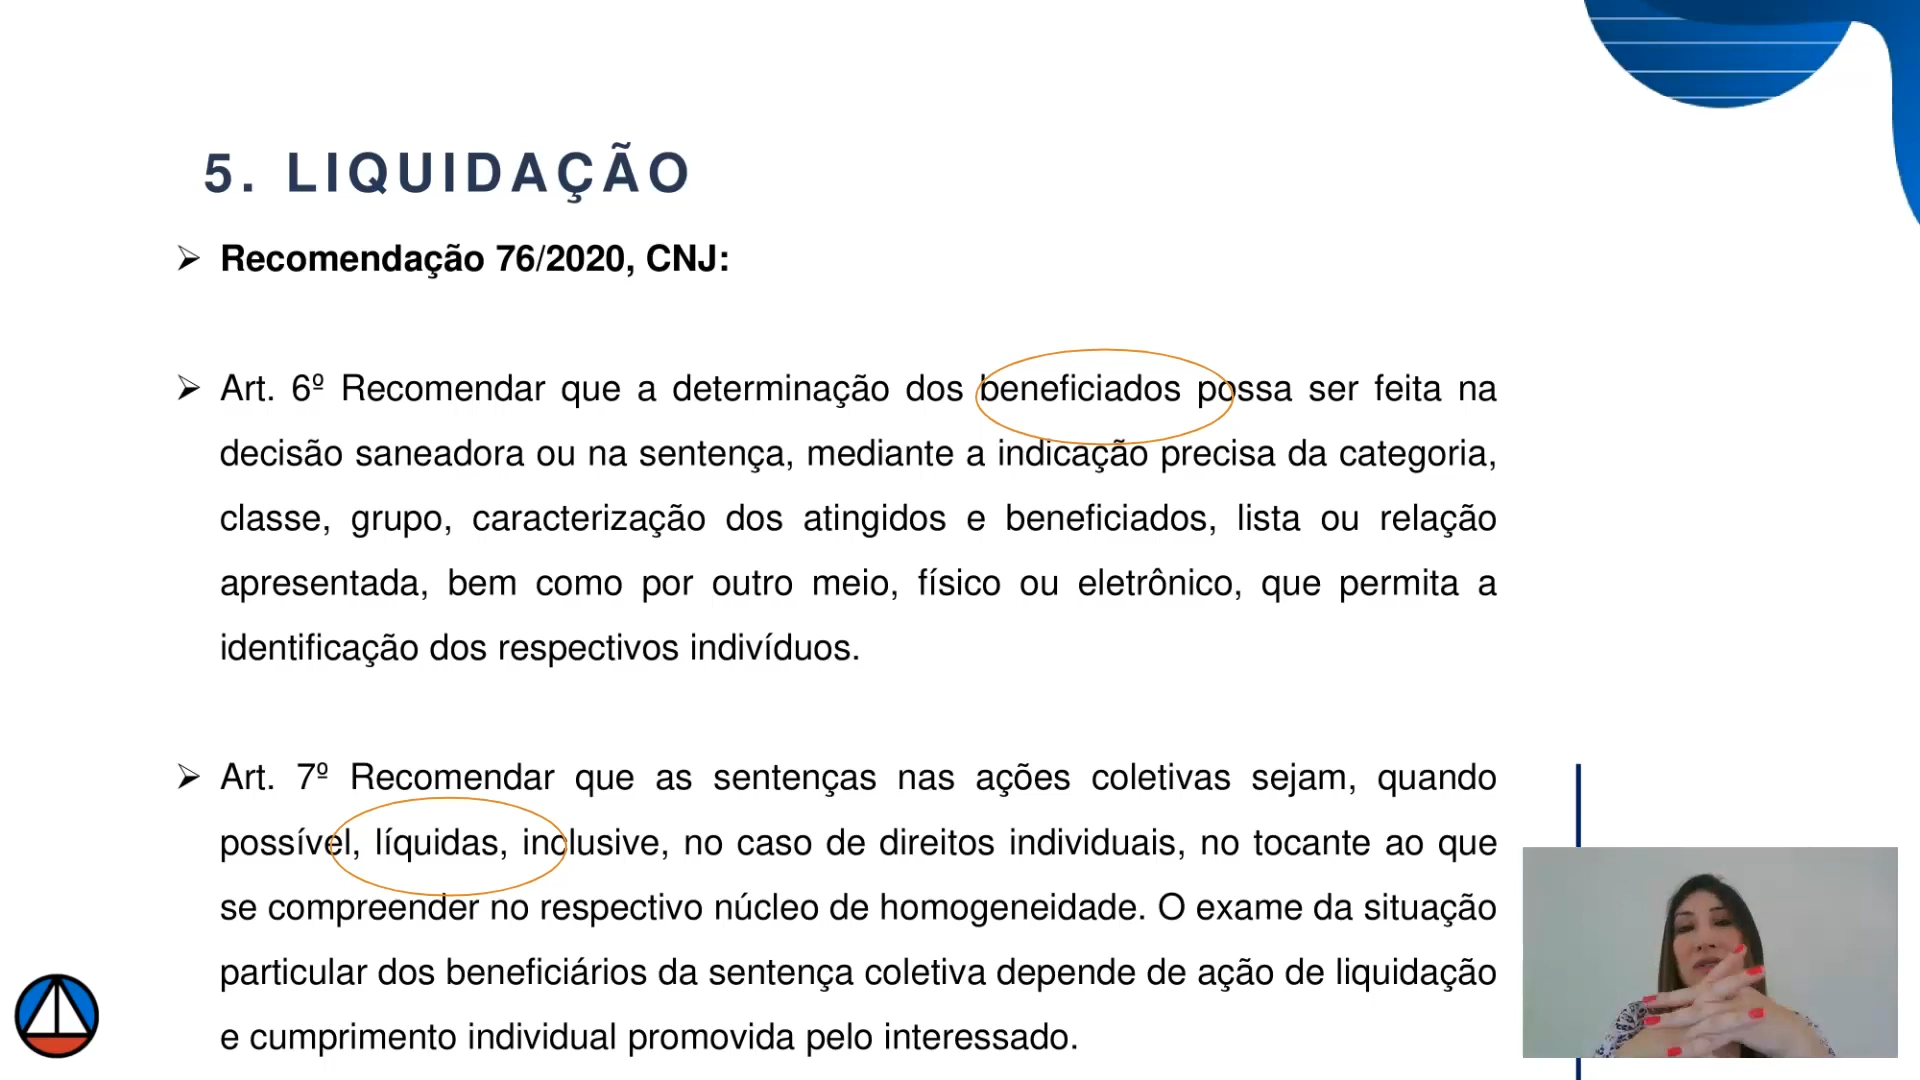 5. LIQUIDAÇÃO
➢ Recomendação 76/2020, CNJ:
➢ Art. 6º Recomendar que a determinação dos beneficiados possa ser feita na
decisão saneadora ou na sentença, mediante a indicação precisa da categoria,
classe, grupo, caracterização dos atingidos e beneficiados, lista ou relação
apresentada, bem como por outro meio, físico ou eletrônico, que permita a
identificação dos respectivos indivíduos.
➢ Art. 7º Recomendar que as sentenças nas ações coletivas sejam, quando
possível, líquidas, inclusive, no caso de direitos individuais, no tocante ao que
se compreender no respectivo núcleo de homogeneidade. O exame da situação
particular dos beneficiários da sentença coletiva depende de ação de liquidação
e cumprimento individual promovida pelo interessado.